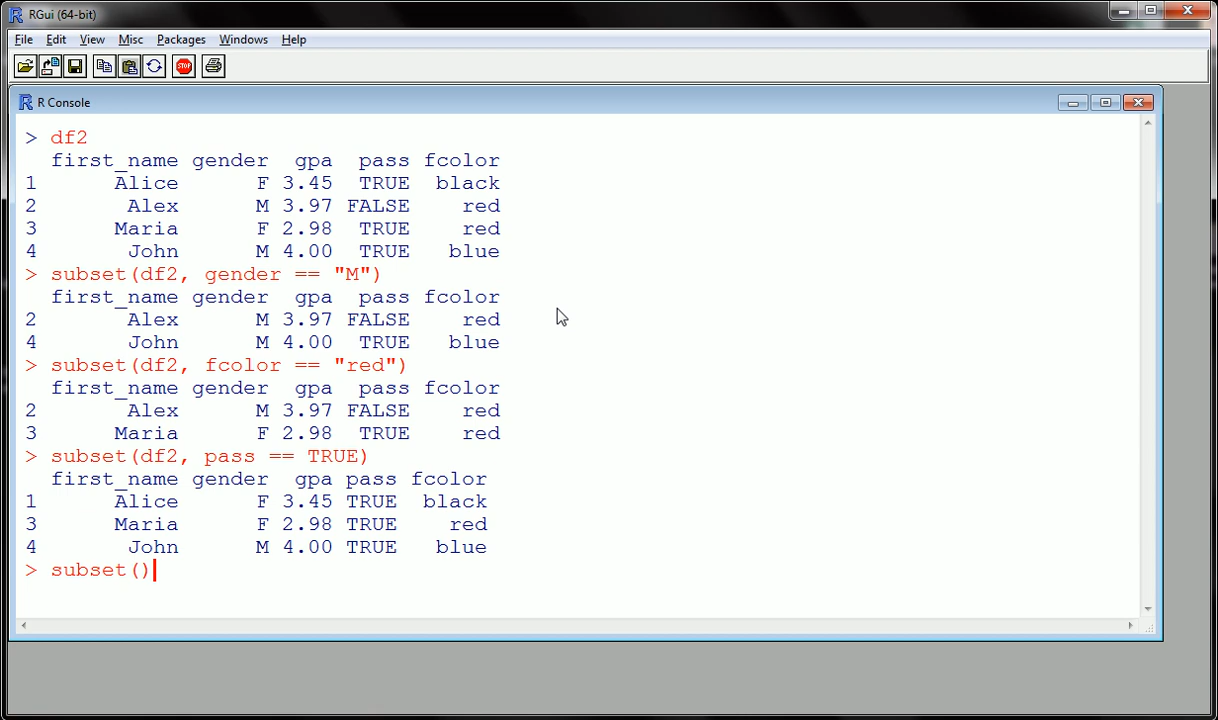 RGui (64-bit)
File Edit View Misc Packages Windows Help
STOP
R Console
> df2
  first_name gender  gpa  pass fcolor
1      Alice      F 3.45  TRUE  black
2       Alex      M 3.97 FALSE    red
3      Maria      F 2.98  TRUE    red
4       John      M 4.00  TRUE   blue
> subset(df2, gender == "M")
  first_name gender  gpa  pass fcolor
2       Alex      M 3.97 FALSE    red
4       John      M 4.00  TRUE   blue
> subset(df2, fcolor == "red")
  first_name gender  gpa  pass fcolor
2       Alex      M 3.97 FALSE    red
3      Maria      F 2.98  TRUE    red
> subset(df2, pass == TRUE)
  first_name gender  gpa pass fcolor
1      Alice      F 3.45 TRUE  black
3      Maria      F 2.98 TRUE    red
4       John      M 4.00 TRUE   blue
> subset()